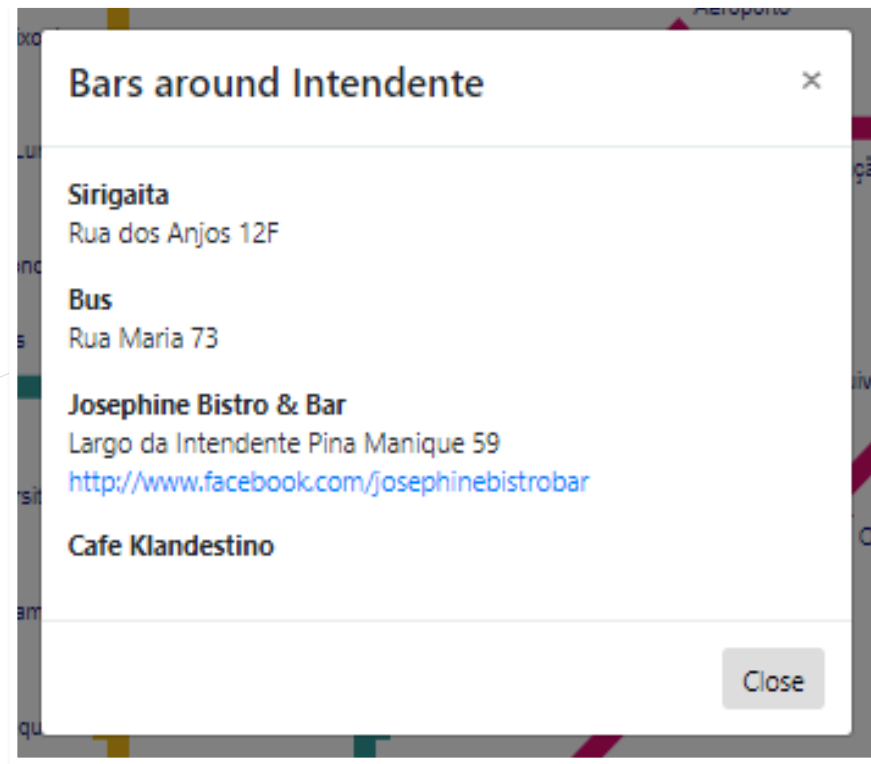 Aeroporto
Bars around Intendente
×
Sirigaita
Rua dos Anjos 12F
Bus
Rua Maria 73
Josephine Bistro & Bar
Largo da Intendente Pina Manique 59
http://www.facebook.com/josephinebistrobar
Cafe Klandestino
Close